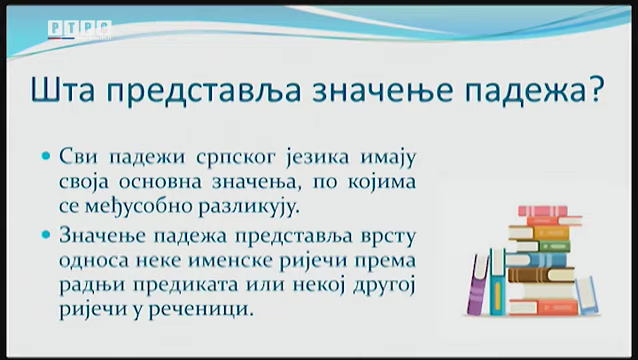 РТРС
Шта представља значење падежа?
• Сви падежи српског језика имају
своја основна значења, по којима
се међусобно разликују.
• Значење падежа представља врсту
односа неке именске ријечи према
радњи предиката или некој другој
ријечи у реченици.